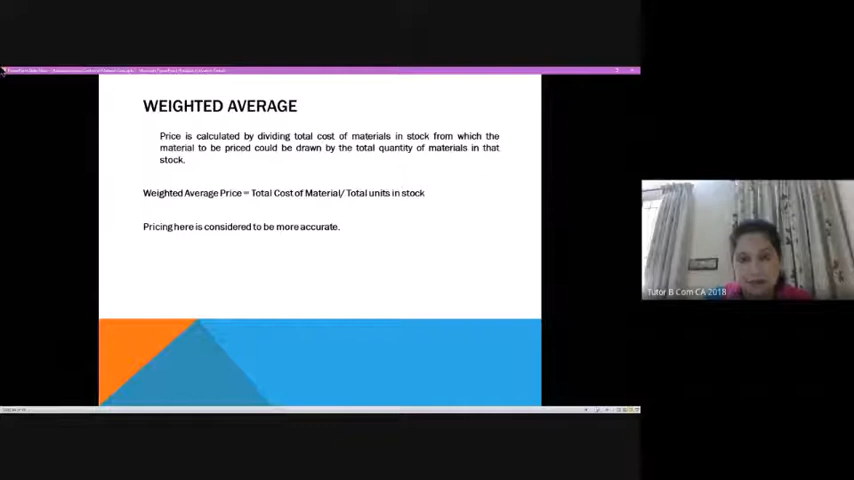 WEIGHTED AVERAGE
Price is calculated by dividing total cost of materials in stock from which the
material to be priced could be drawn by the total quantity of materials in that
stock.
Weighted Average Price = Total Cost of Material/ Total units in stock
Pricing here is considered to be more accurate.
Tutor B Com CA 2018